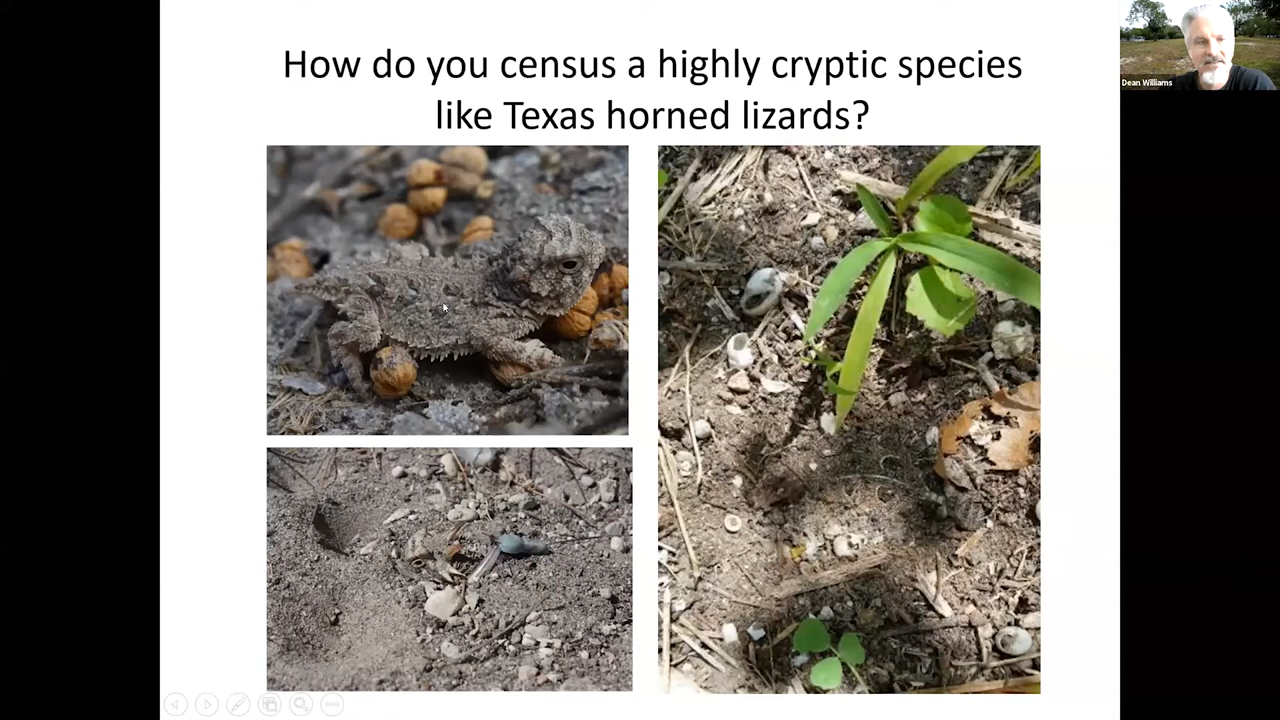 How do you census a highly cryptic species
like Texas horned lizards?
Dean Williams